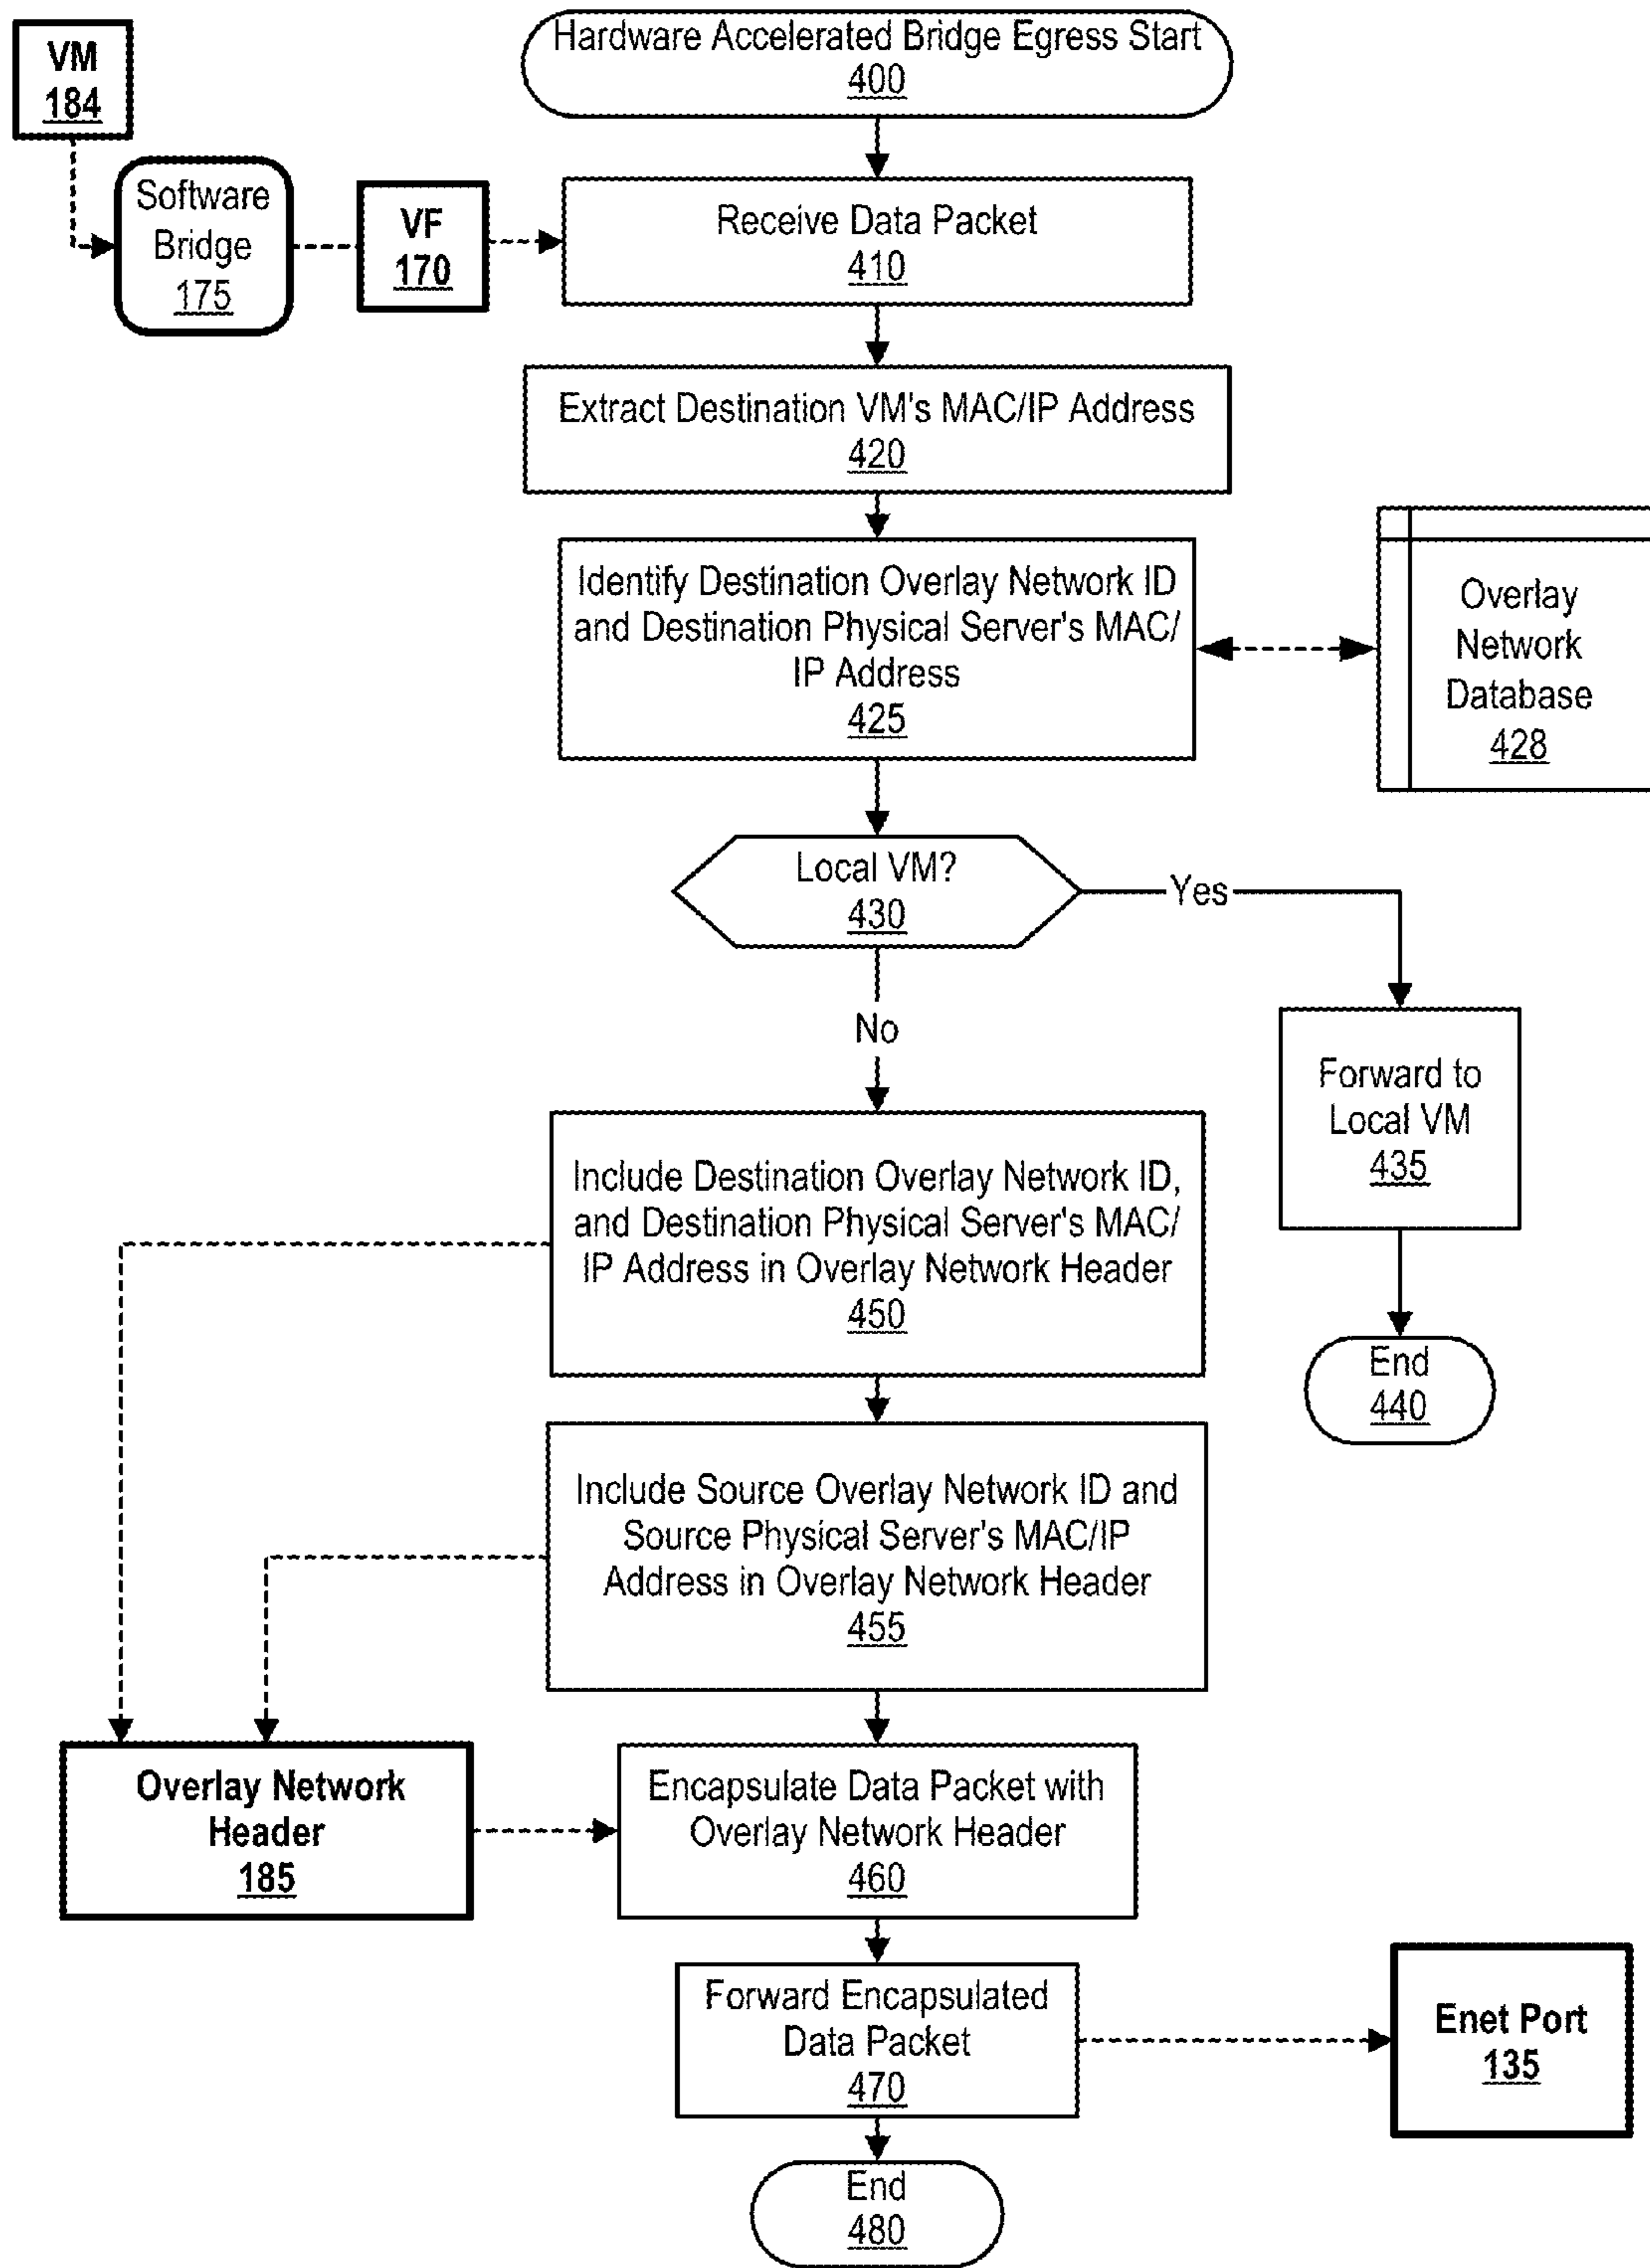 Hardware Accelerated Bridge Egress Start
400
VM
184
Software
Bridge
175
VF
170
Receive Data Packet
410
Extract Destination VM's MAC/IP Address
420
Identify Destination Overlay Network ID
and Destination Physical Server's MAC/
IP Address
425
Overlay
Network
Database
428
Local VM?
430
Yes
No
Forward to
Local VM
435
End
440
Include Destination Overlay Network ID,
and Destination Physical Server's MAC/
IP Address in Overlay Network Header
450
Include Source Overlay Network ID and
Source Physical Server's MAC/IP
Address in Overlay Network Header
455
Overlay Network
Header
185
Encapsulate Data Packet with
Overlay Network Header
460
Forward Encapsulated
Data Packet
470
Enet Port
135
End
480